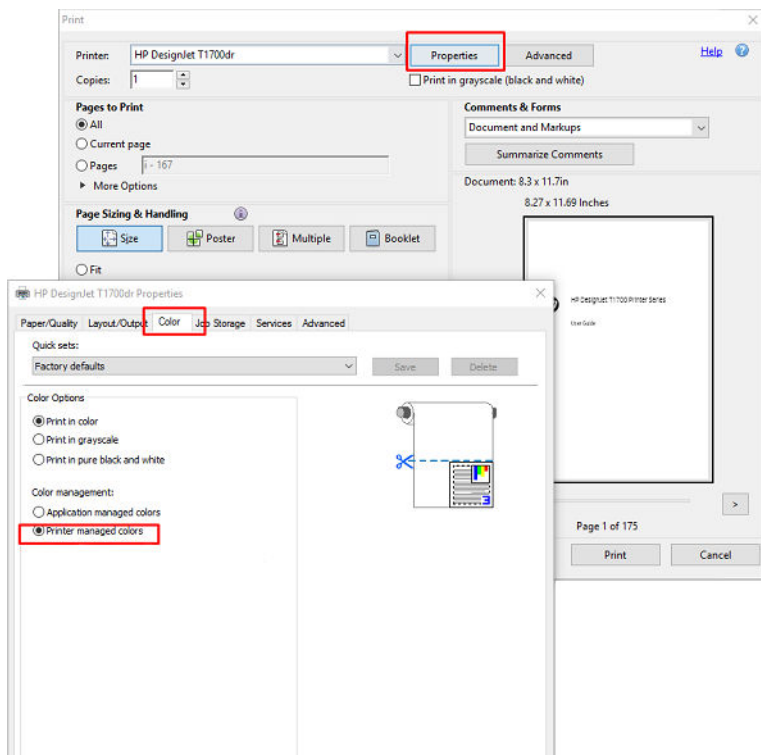 Print
Printer: HP DesignJet T1700dr Properties Advanced Help
Copies: 1 Print in grayscale (black and white)
Pages to Print
All
Current page
Pages i - 167
More Options
Comments & Forms
Document and Markups
Summarize Comments
Page Sizing & Handling
Size Poster Multiple Booklet
Fit
Document: 8.3 x 11.7in
8.27 x 11.69 Inches
HP DesignJet T1700 Printer Series
User Guide
Page 1 of 175
Print Cancel
HP DesignJet T1700dr Properties
Paper/Quality Layout/Output Color Job Storage Services Advanced
Quick sets:
Factory defaults Save Delete
Color Options
Print in color
Print in grayscale
Print in pure black and white
Color management:
Application managed colors
Printer managed colors